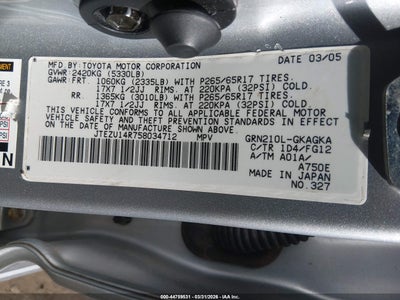 MFD BY: TOYOTA MOTOR CORPORATION DATE 03/05
GVWR: 2420KG (5330LB)
GAWR: FRT 1060KG (2335LB) WITH P265/65R17 TIRES.
17X7 1/2JJ RIMS. AT 220KPA (32PSI) COLD
RR 1365KG (3010LB) WITH P265/65R17 TIRES.
17X7 1/2JJ RIMS. AT 220KPA (32PSI) COLD
THIS VEHICLE CONFORMS TO ALL APPLICABLE FEDERAL MOTOR
VEHICLE SAFETY, AND THEFT PREVENTION STANDARDS IN
EFFECT ON THE DATE OF MANUFACTURE SHOWN ABOVE.
JTEZU14R758034712 MPV GRN210L-GKAGKA
C/TR 1D4/FG12
A/TM A01A/
A750E
MADE IN JAPAN
NO.327
IAA 44709531 - 03/31/2026 - IAAI.COM